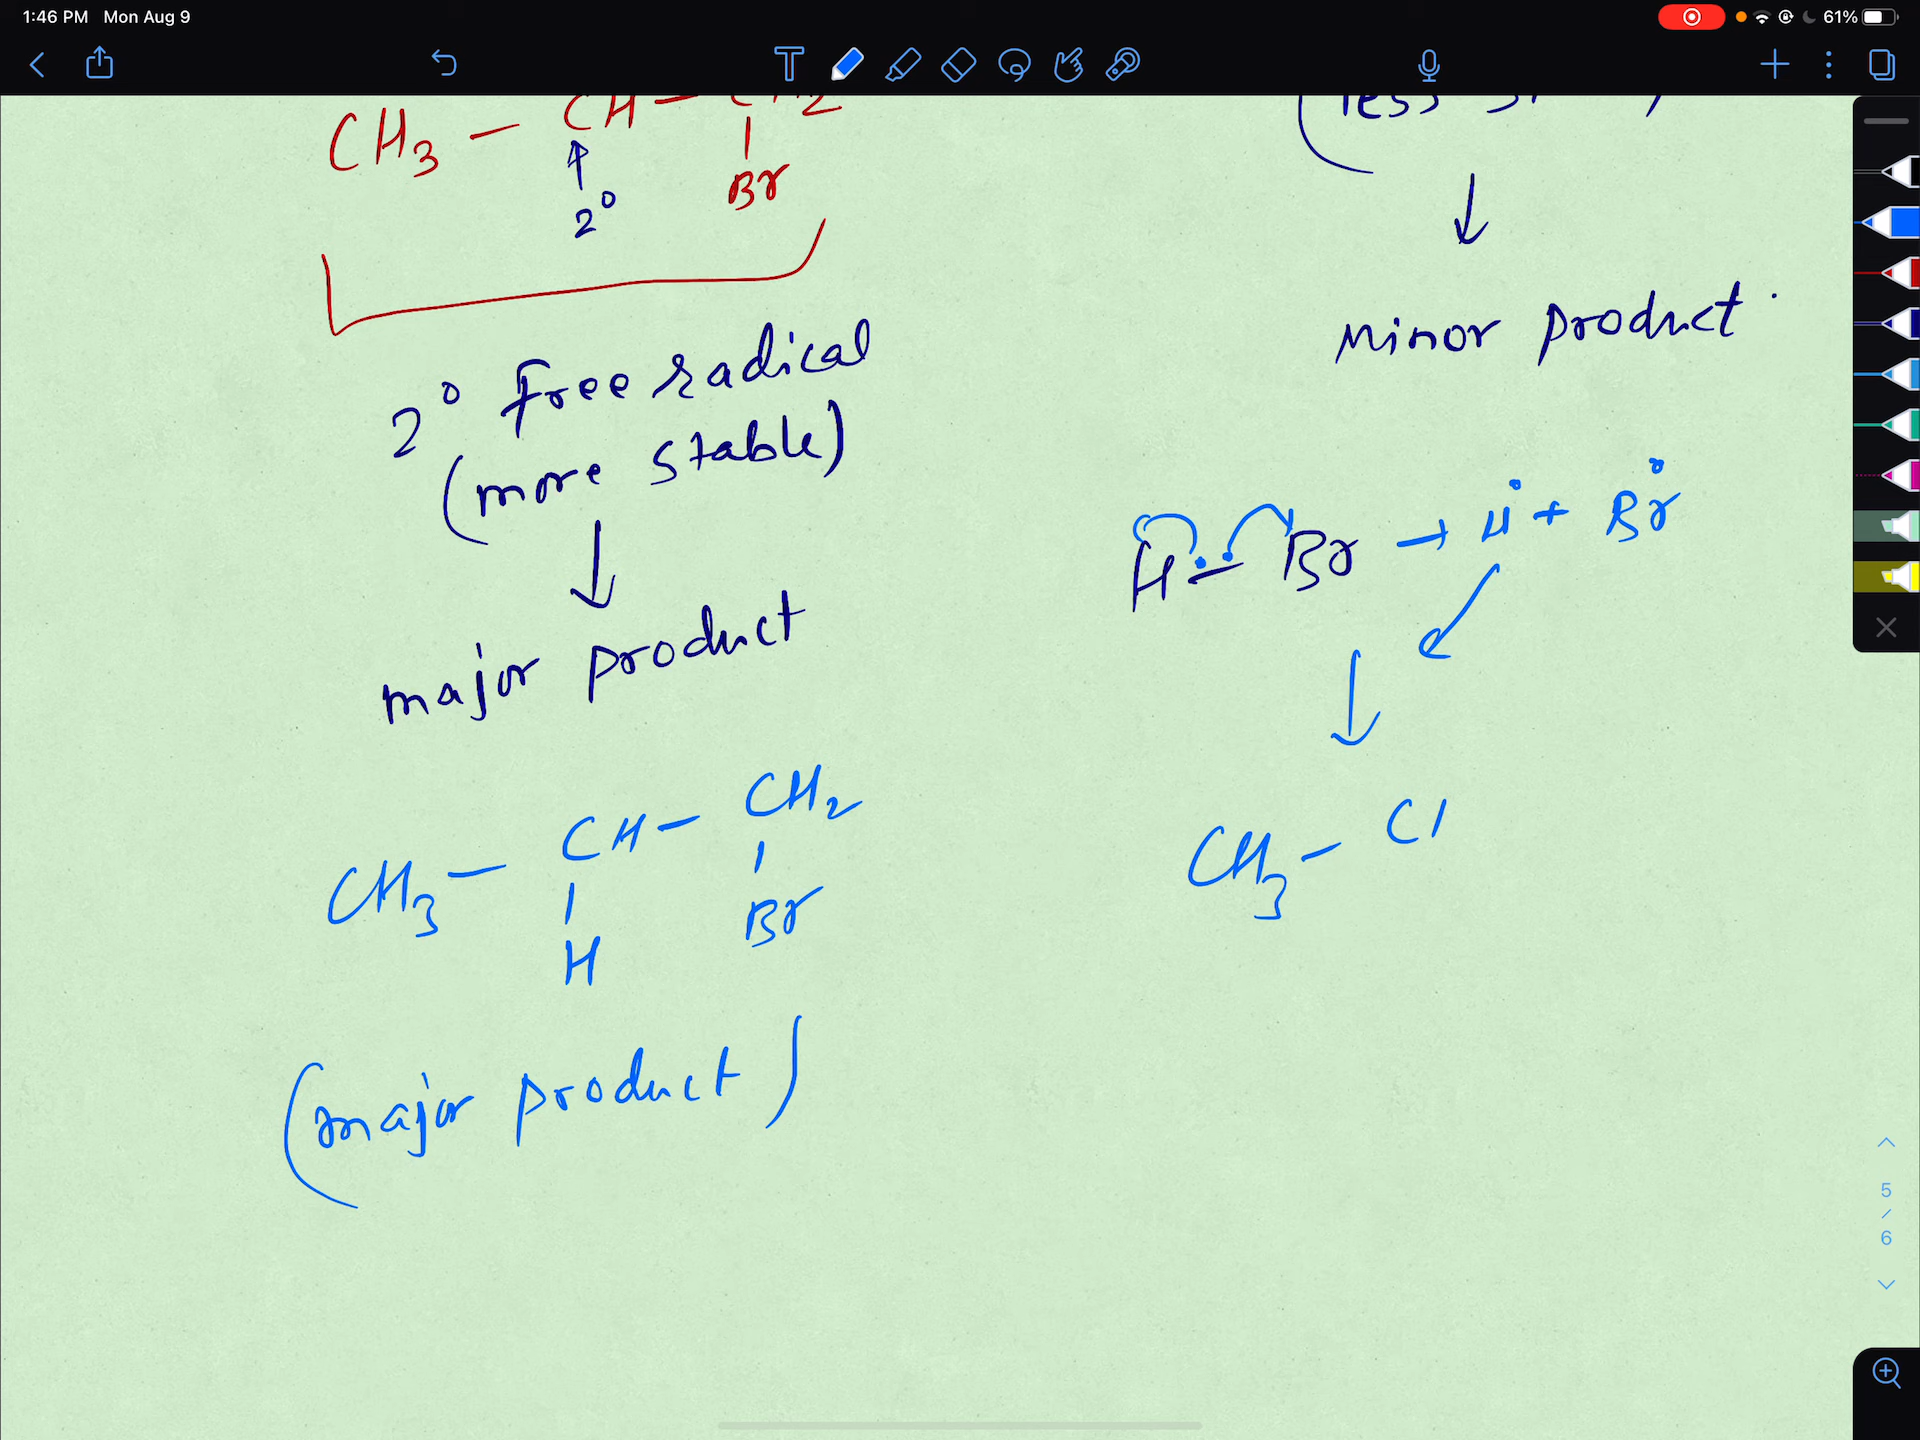 1:46 PM Mon Aug 9
61%
T
CH3 — CH —
Br
2°
2° free radical
(more stable)
major product
CH3 — CH — CH2
H Br
(major product)
(less
Minor product.
H — Br → H• + Br•
CH3 — Cl
5
/
6